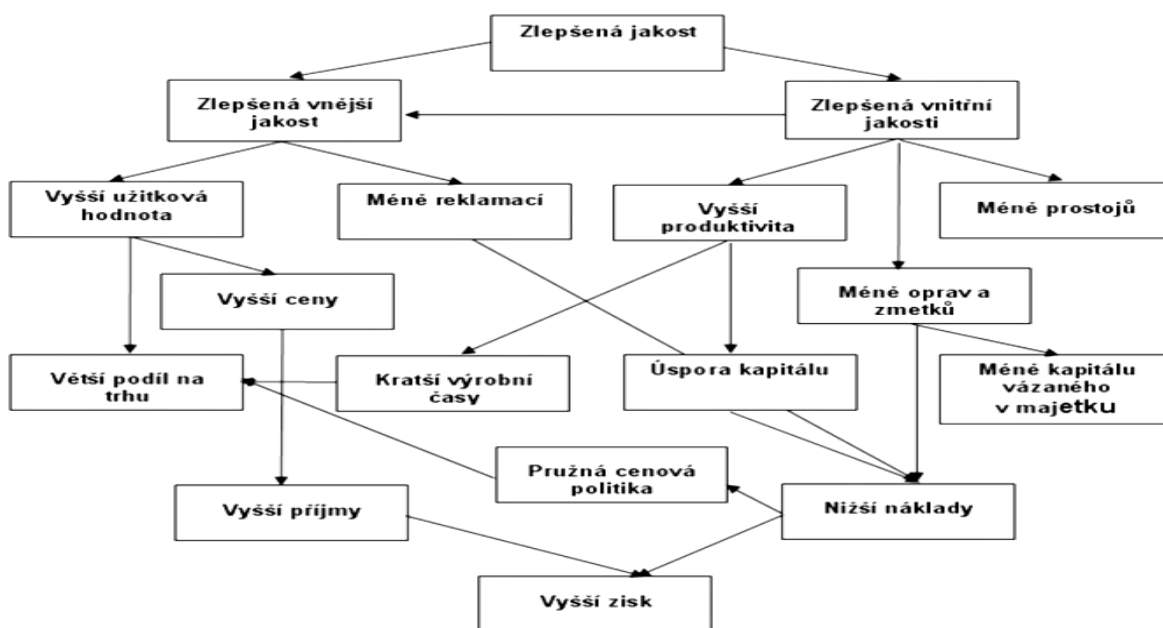 Zlepšená jakost
Zlepšená vnější
jakost
Zlepšená vnitřní
jakosti
Vyšší užitková
hodnota
Méně reklamací
Vyšší
produktivita
Méně prostojů
Vyšší ceny
Méně oprav a
zmetků
Větší podíl na
trhu
Kratší výrobní
časy
Úspora kapitálu
Méně kapitálu
vázaného
v majetku
Pružná cenová
politika
Vyšší příjmy
Nižší náklady
Vyšší zisk